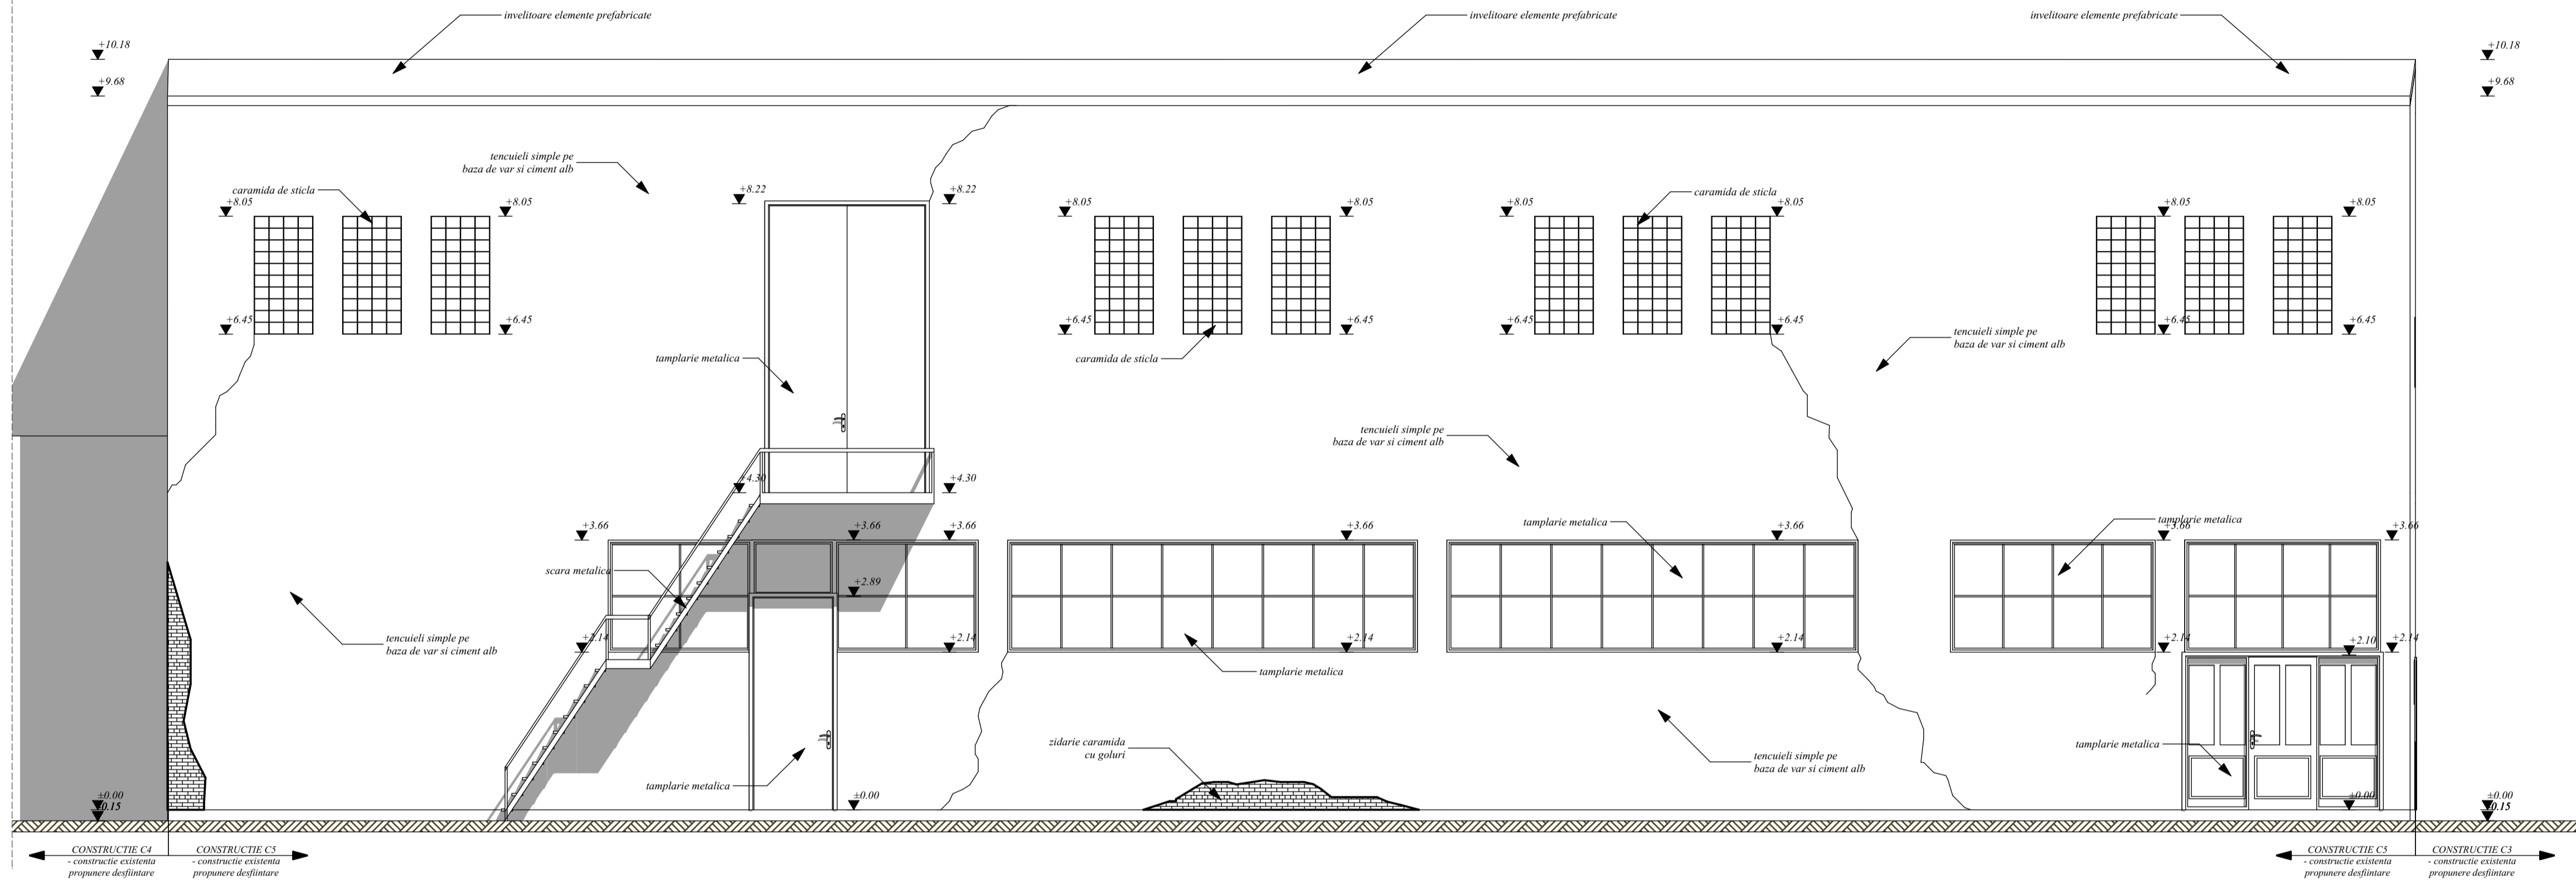 invelitoare elemente prefabricate
invelitoare elemente prefabricate
invelitoare elemente prefabricate
+10.18
+10.18
+9.68
+9.68
tencuieli simple pe
baza de var si ciment alb
caramida de sticla
+8.22
+8.22
caramida de sticla
+8.05
+8.05
+8.05
+8.05
+8.05
+8.05
+8.05
+8.05
+6.45
+6.45
+6.45
+6.45
+6.45
+6.45
+6.45
+6.45
tencuieli simple pe
baza de var si ciment alb
tamplarie metalica
caramida de sticla
tencuieli simple pe
baza de var si ciment alb
+4.30
+4.30
+3.66
+3.66
+3.66
+3.66
tamplarie metalica
+3.66
tamplarie metalica
+3.66
+3.66
scara metalica
+2.89
tencuieli simple pe
baza de var si ciment alb
+2.14
+2.14
+2.14
+2.14
+2.14
+2.10
+2.14
tamplarie metalica
zidarie caramida
cu goluri
tencuieli simple pe
baza de var si ciment alb
tamplarie metalica
tamplarie metalica
±0.00
0.15
±0.00
±0.00
±0.00
0.15
CONSTRUCTIE C4
- constructie existenta
propunere desfiintare
CONSTRUCTIE C5
- constructie existenta
propunere desfiintare
CONSTRUCTIE C5
- constructie existenta
propunere desfiintare
CONSTRUCTIE C3
- constructie existenta
propunere desfiintare